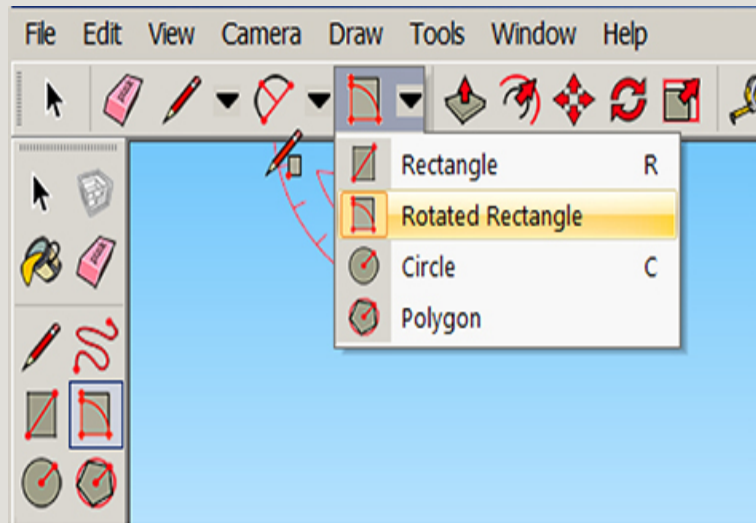 File Edit View Camera Draw Tools Window Help
Rectangle R
Rotated Rectangle
Circle C
Polygon